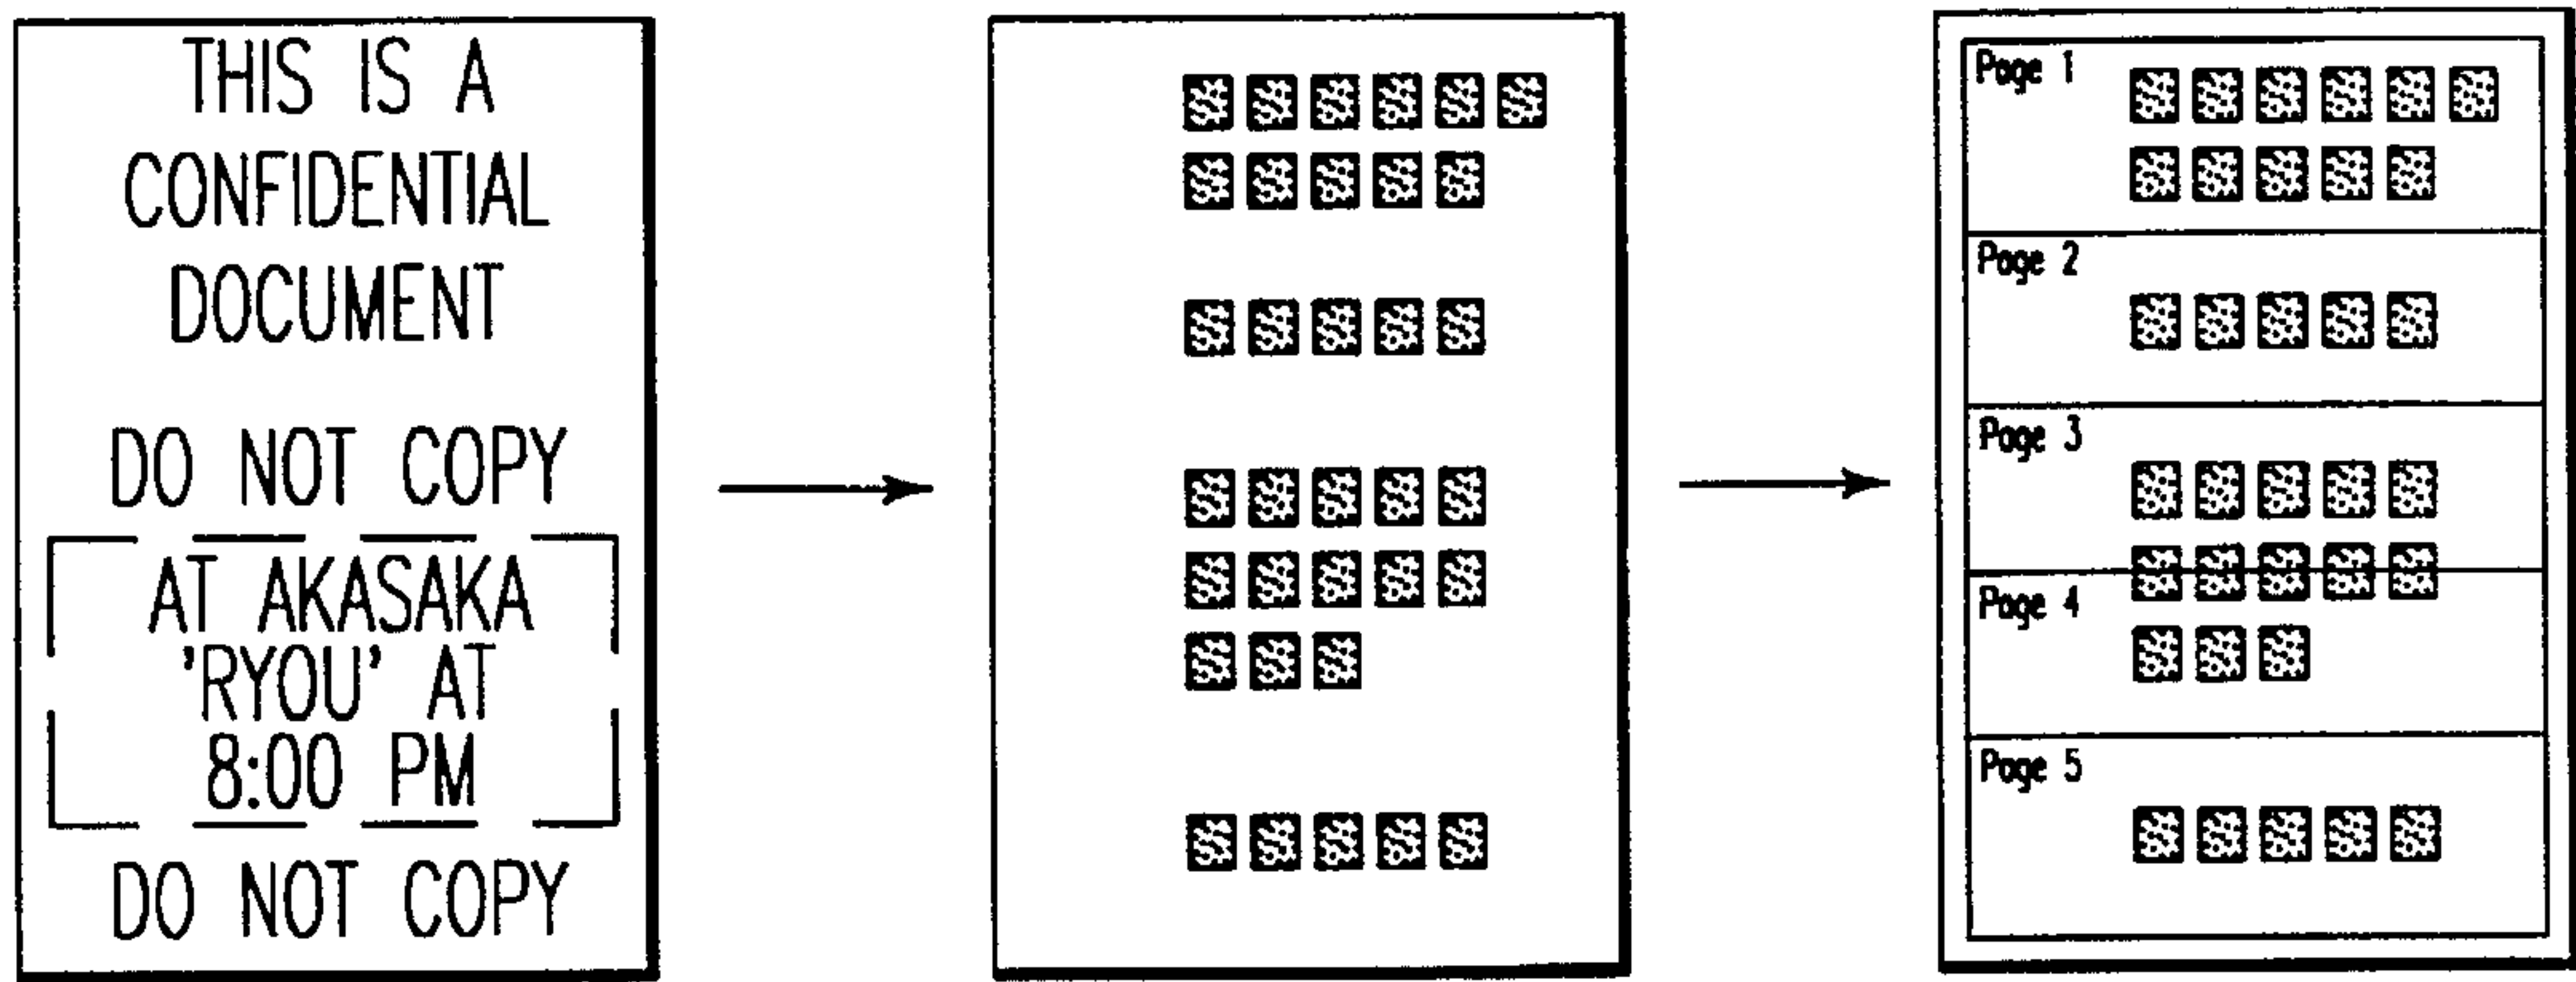 THIS IS A
CONFIDENTIAL
DOCUMENT
DO NOT COPY
AT AKASAKA
'RYOU' AT
8:00 PM
DO NOT COPY
Page 1
Page 2
Page 3
Page 4
Page 5